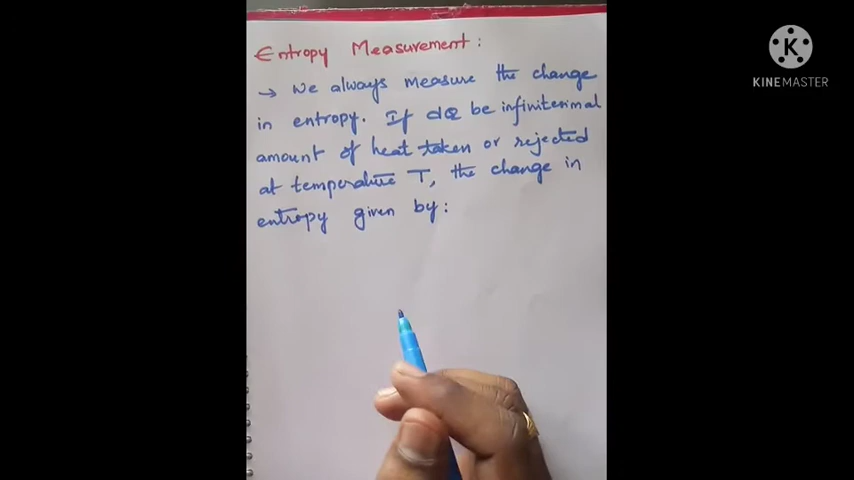 Entropy Measurement:
→ we always measure the change
in entropy. If dQ be infinitesimal
amount of heat taken or rejected
at temperature T, the change in
entropy given by:
K
KINEMASTER